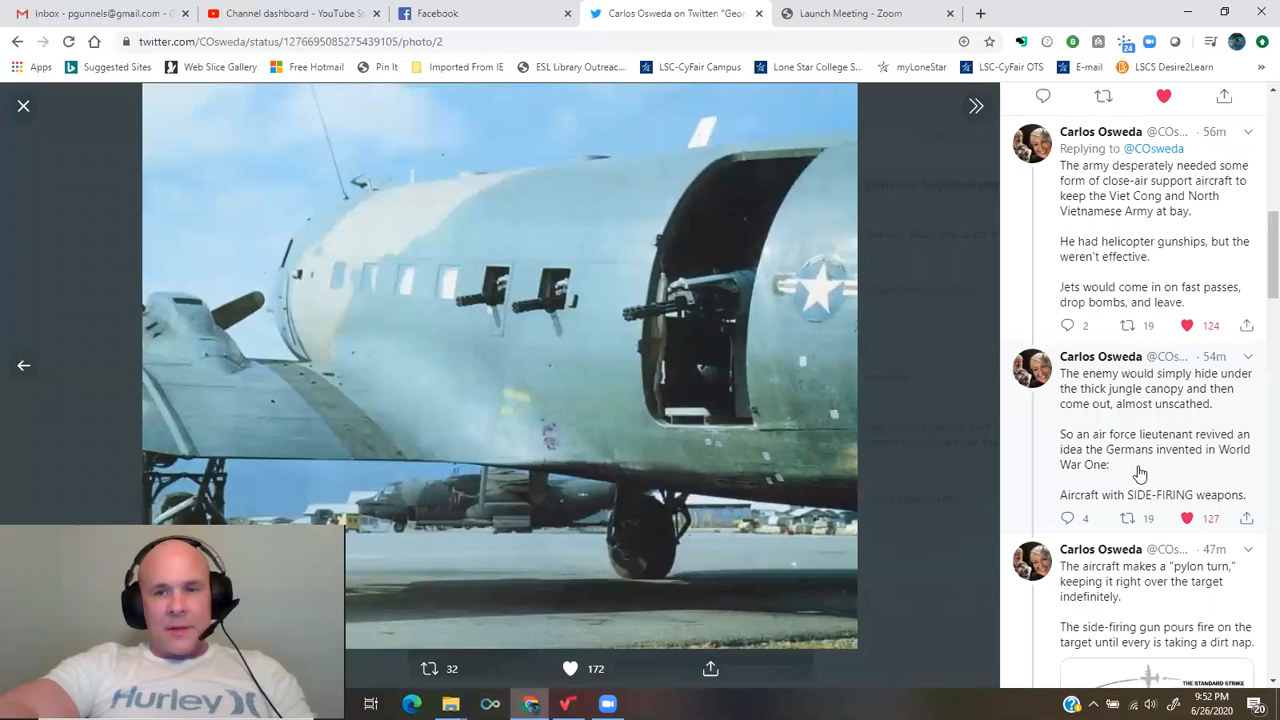 Inbox (1,241) - pgunnels@gmail.c
Channel dashboard - YouTube St
Facebook
Carlos Osweda on Twitter: "Geor
Launch Meeting - Zoom
twitter.com/COsweda/status/1276695085275439105/photo/2
24
Apps
Suggested Sites
Web Slice Gallery
Free Hotmail
Pin It
Imported From IE
ESL Library Outreac...
LSC-CyFair Campus
Lone Star College S...
myLoneStar
LSC-CyFair OTS
E-mail
LSCS Desire2Learn
Carlos Osweda @COs... · 56m
Replying to @COsweda
The army desperately needed some
form of close-air support aircraft to
keep the Viet Cong and North
Vietnamese Army at bay.
He had helicopter gunships, but the
weren't effective.
Jets would come in on fast passes,
drop bombs, and leave.
2 19 124
Carlos Osweda @COs... · 54m
The enemy would simply hide under
the thick jungle canopy and then
come out, almost unscathed.
So an air force lieutenant revived an
idea the Germans invented in World
War One:
Aircraft with SIDE-FIRING weapons.
4 19 127
Carlos Osweda @COs... · 47m
The aircraft makes a "pylon turn,"
keeping it right over the target
indefinitely.
The side-firing gun pours fire on the
target until every is taking a dirt nap.
THE STANDARD STRIKE
32 172
Hurley
9:52 PM
6/26/2020
20